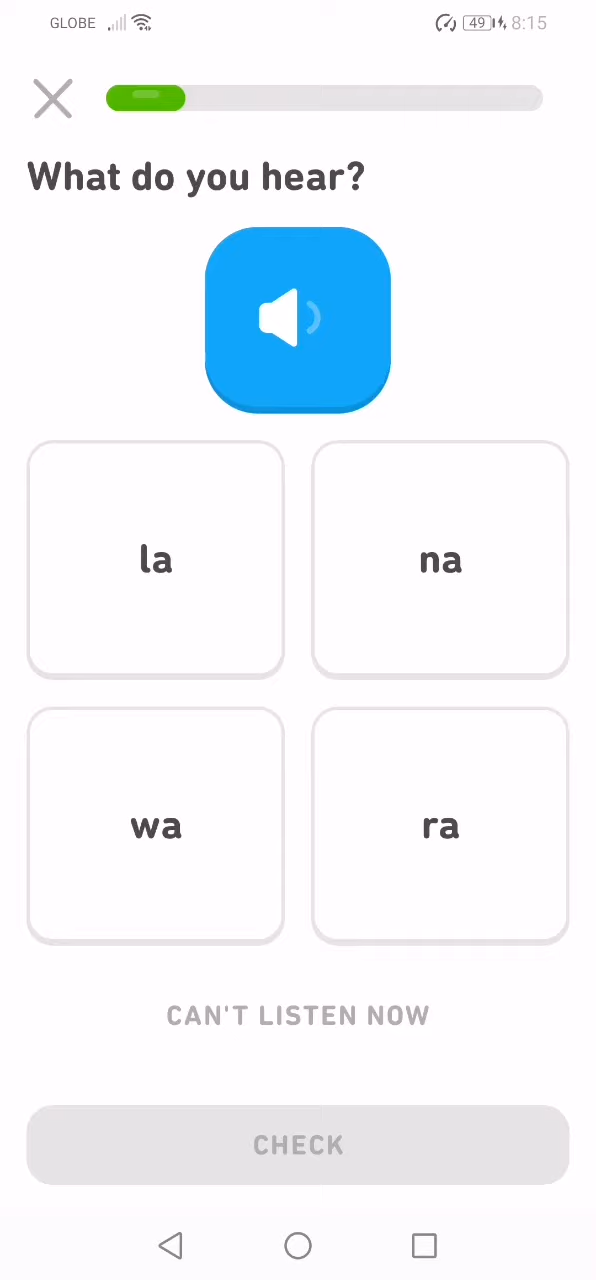 GLOBE 49 8:15
What do you hear?
la na
wa ra
CAN'T LISTEN NOW
CHECK